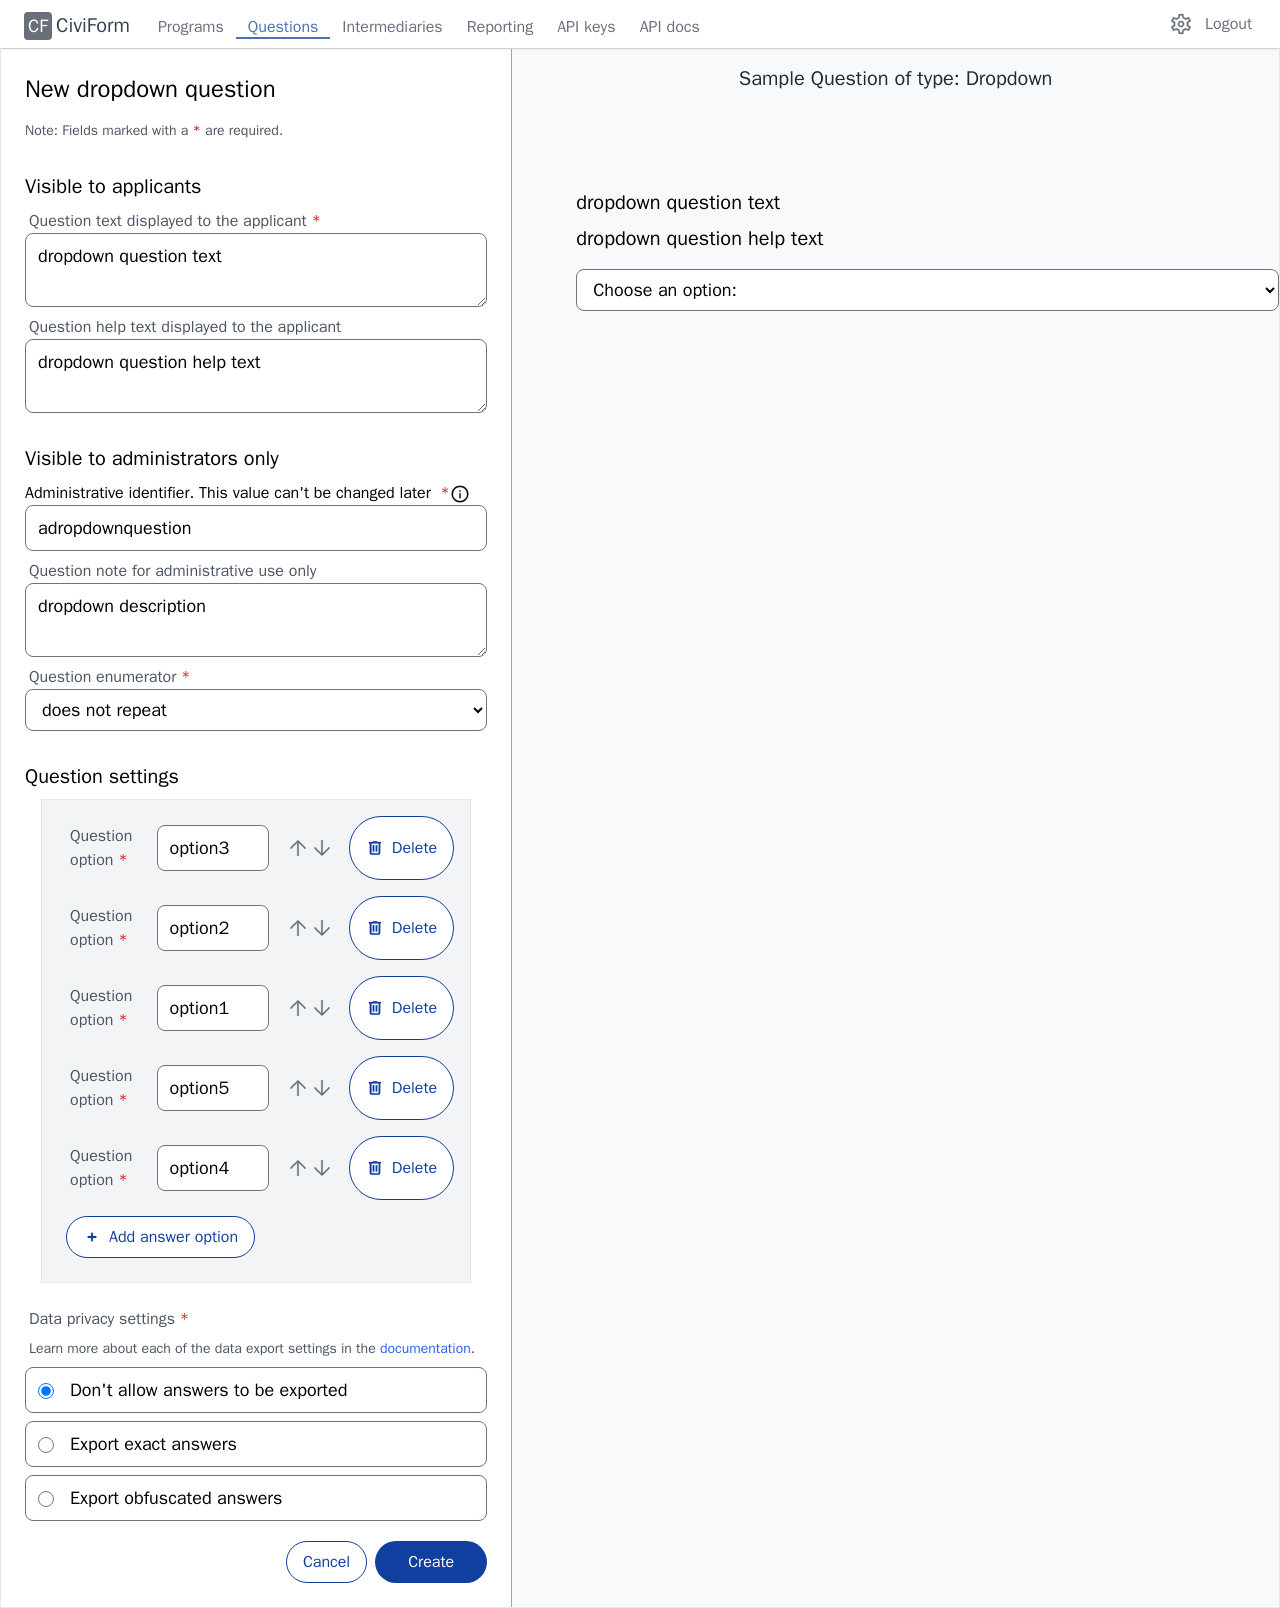 CF CiviForm Programs Questions Intermediaries Reporting API keys API docs Logout
New dropdown question
Note: Fields marked with a * are required.
Visible to applicants
Question text displayed to the applicant *
dropdown question text
Question help text displayed to the applicant
dropdown question help text
Visible to administrators only
Administrative identifier. This value can't be changed later *
adropdownquestion
Question note for administrative use only
dropdown description
Question enumerator *
does not repeat
Question settings
Question
option *
option3
Delete
Question
option *
option2
Delete
Question
option *
option1
Delete
Question
option *
option5
Delete
Question
option *
option4
Delete
+ Add answer option
Data privacy settings *
Learn more about each of the data export settings in the documentation.
Don't allow answers to be exported
Export exact answers
Export obfuscated answers
Cancel Create
Sample Question of type: Dropdown
dropdown question text
dropdown question help text
Choose an option: